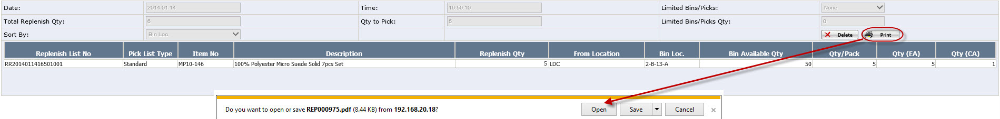 Date: 2014-01-14 Time: 16:50:10 Limited Bins/Picks: None
Total Replenish Qty: 6 Qty to Pick: 5 Limited Bins/Picks Qty: 0
Sort By: Bin Loc. Delete Print
Replenish List No Pick List Type Item No Description Replenish Qty From Location Bin Loc. Bin Available Qty Qty/Pack Qty (EA) Qty (CA)
RR2014011416501001 Standard MP10-146 100% Polyester Micro Suede Solid 7pcs Set 5 LDC 2-B-13-A 50 5 5 1
Do you want to open or save REP000975.pdf (8.44 KB) from 192.168.20.18? Open Save Cancel ×